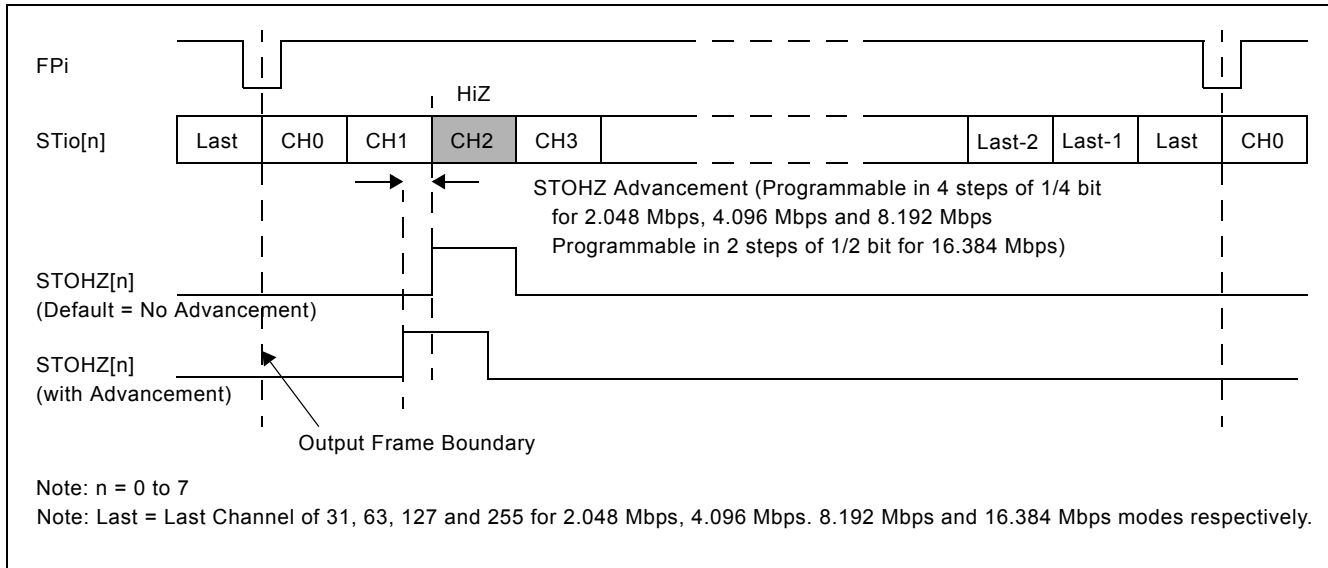 FPi
HiZ
STio[n]
Last CH0 CH1 CH2 CH3 Last-2 Last-1 Last CH0
STOHZ Advancement (Programmable in 4 steps of 1/4 bit
for 2.048 Mbps, 4.096 Mbps and 8.192 Mbps
Programmable in 2 steps of 1/2 bit for 16.384 Mbps)
STOHZ[n]
(Default = No Advancement)
STOHZ[n]
(with Advancement)
Output Frame Boundary
Note: n = 0 to 7
Note: Last = Last Channel of 31, 63, 127 and 255 for 2.048 Mbps, 4.096 Mbps. 8.192 Mbps and 16.384 Mbps modes respectively.